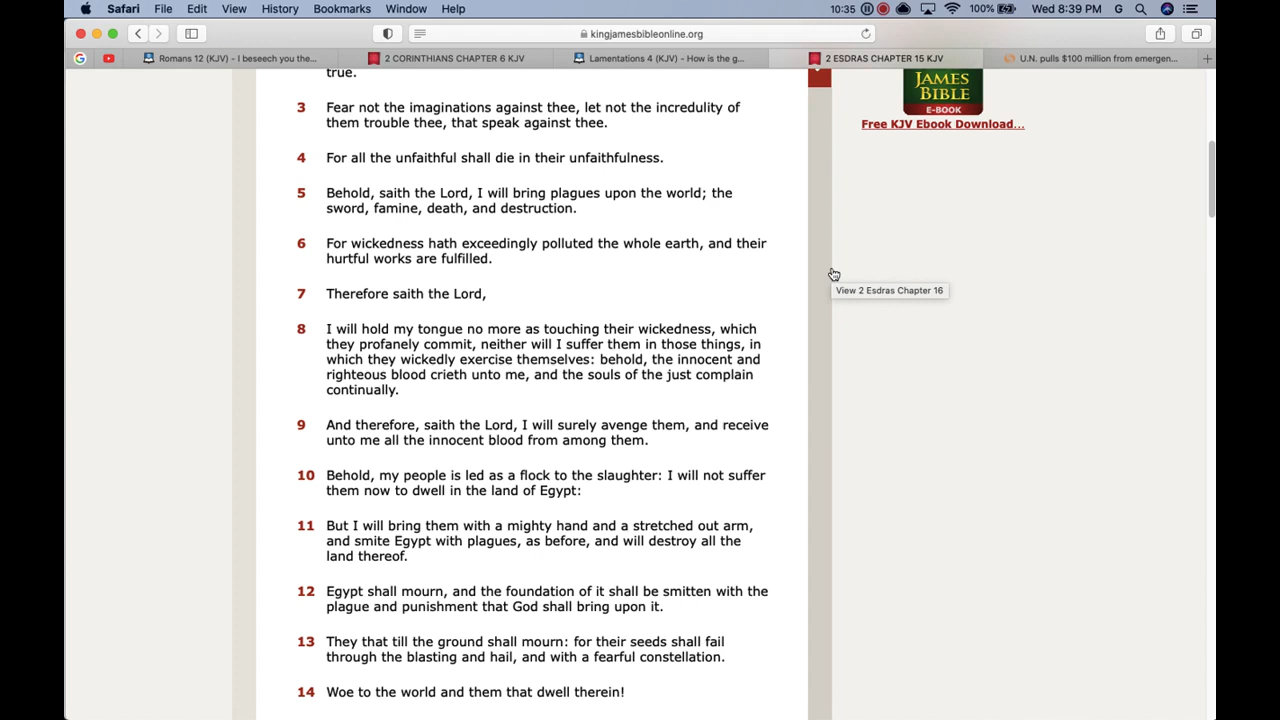 Safari File Edit View History Bookmarks Window Help 10:35 100% Wed 8:39 PM G
kingjamesbibleonline.org
Romans 12 (KJV) - I beseech you the... 2 CORINTHIANS CHAPTER 6 KJV Lamentations 4 (KJV) - How is the g... 2 ESDRAS CHAPTER 15 KJV U.N. pulls $100 million from emergen...
true.
3 Fear not the imaginations against thee, let not the incredulity of
them trouble thee, that speak against thee.
4 For all the unfaithful shall die in their unfaithfulness.
5 Behold, saith the Lord, I will bring plagues upon the world; the
sword, famine, death, and destruction.
6 For wickedness hath exceedingly polluted the whole earth, and their
hurtful works are fulfilled.
7 Therefore saith the Lord,
8 I will hold my tongue no more as touching their wickedness, which
they profanely commit, neither will I suffer them in those things, in
which they wickedly exercise themselves: behold, the innocent and
righteous blood crieth unto me, and the souls of the just complain
continually.
9 And therefore, saith the Lord, I will surely avenge them, and receive
unto me all the innocent blood from among them.
10 Behold, my people is led as a flock to the slaughter: I will not suffer
them now to dwell in the land of Egypt:
11 But I will bring them with a mighty hand and a stretched out arm,
and smite Egypt with plagues, as before, and will destroy all the
land thereof.
12 Egypt shall mourn, and the foundation of it shall be smitten with the
plague and punishment that God shall bring upon it.
13 They that till the ground shall mourn: for their seeds shall fail
through the blasting and hail, and with a fearful constellation.
14 Woe to the world and them that dwell therein!
JAMES
BIBLE
E-BOOK
Free KJV Ebook Download...
View 2 Esdras Chapter 16